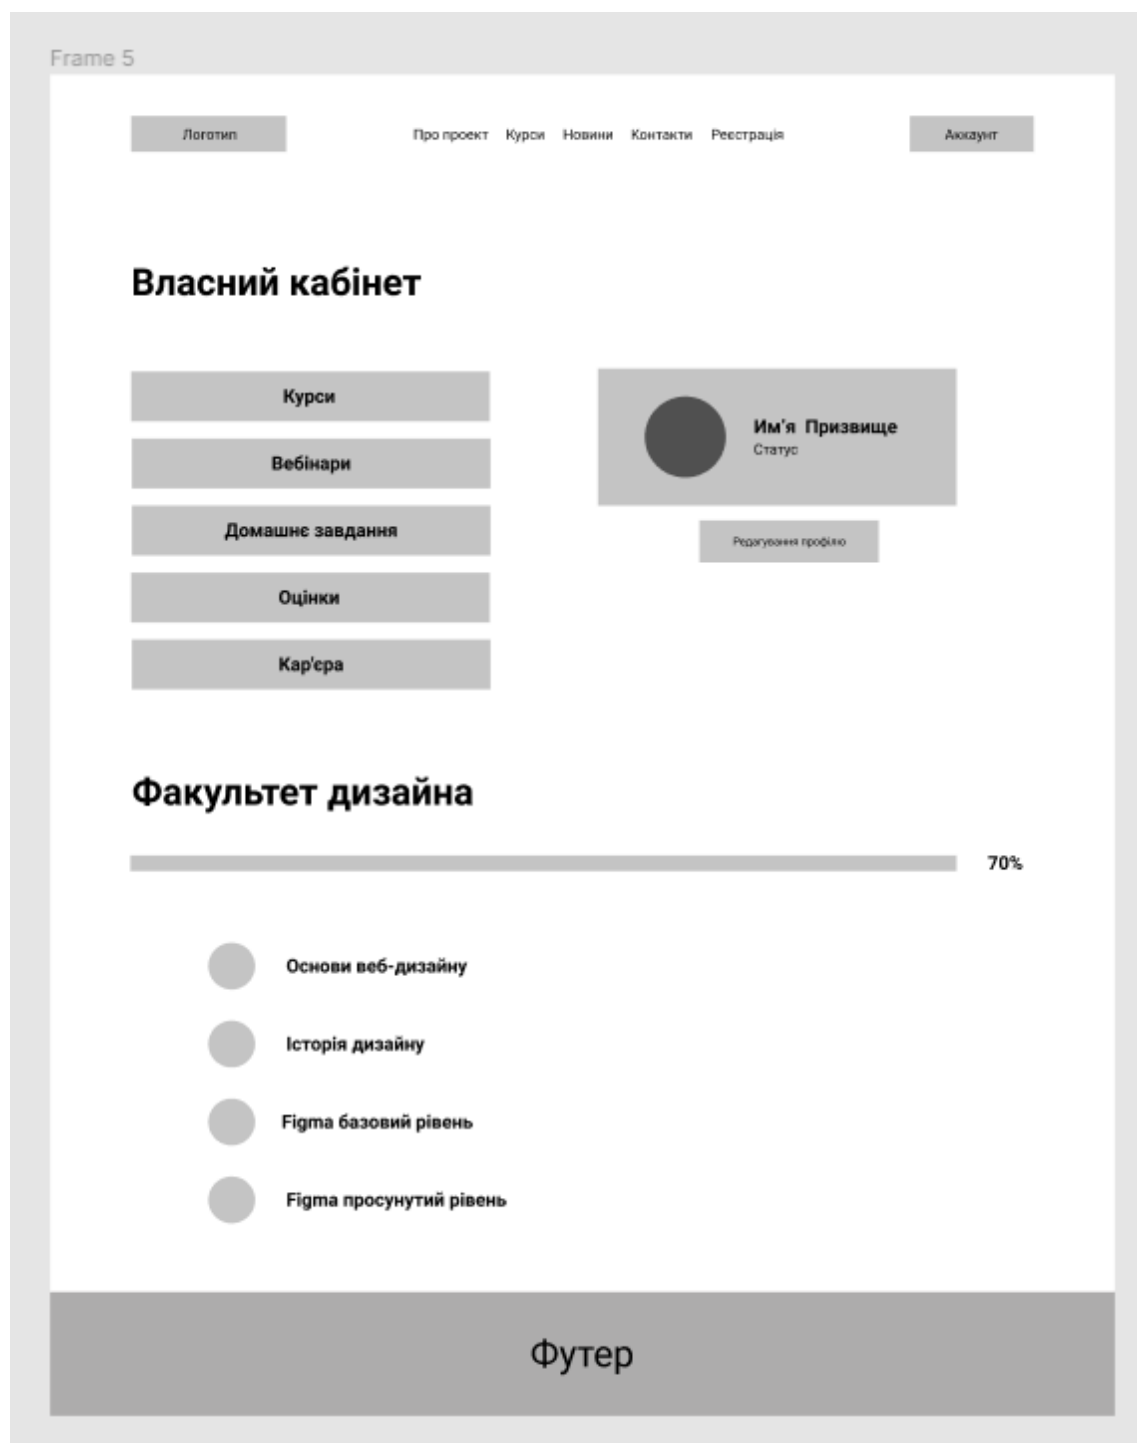 Frame 5
Логотип
Про проект Курси Новини Контакти Реєстрація
Аккаунт
Власний кабінет
Курси
Вебінари
Домашнє завдання
Оцінки
Кар'єра
Им'я Призвище
Статус
Редагування профілю
Факультет дизайна
70%
Основи веб-дизайну
Історія дизайну
Figma базовий рівень
Figma просунутий рівень
Футер